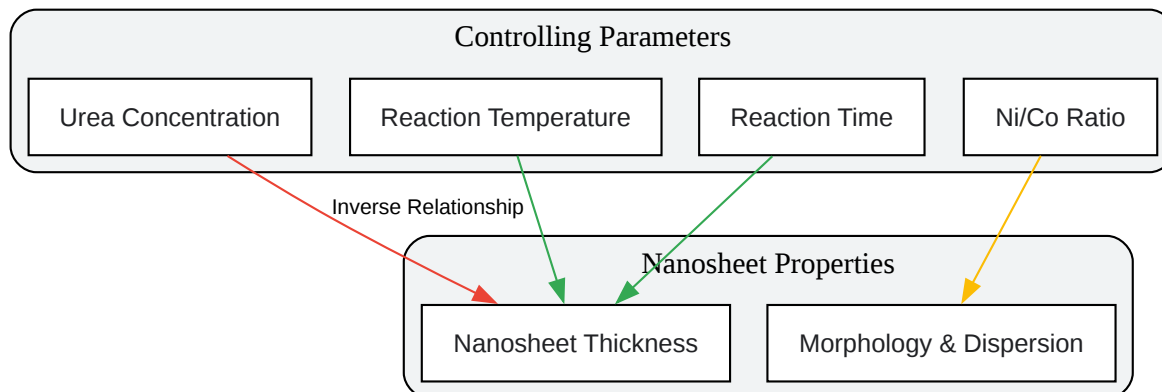 Controlling Parameters
Urea Concentration
Reaction Temperature
Reaction Time
Ni/Co Ratio
Inverse Relationship
Nanosheet Properties
Nanosheet Thickness
Morphology & Dispersion